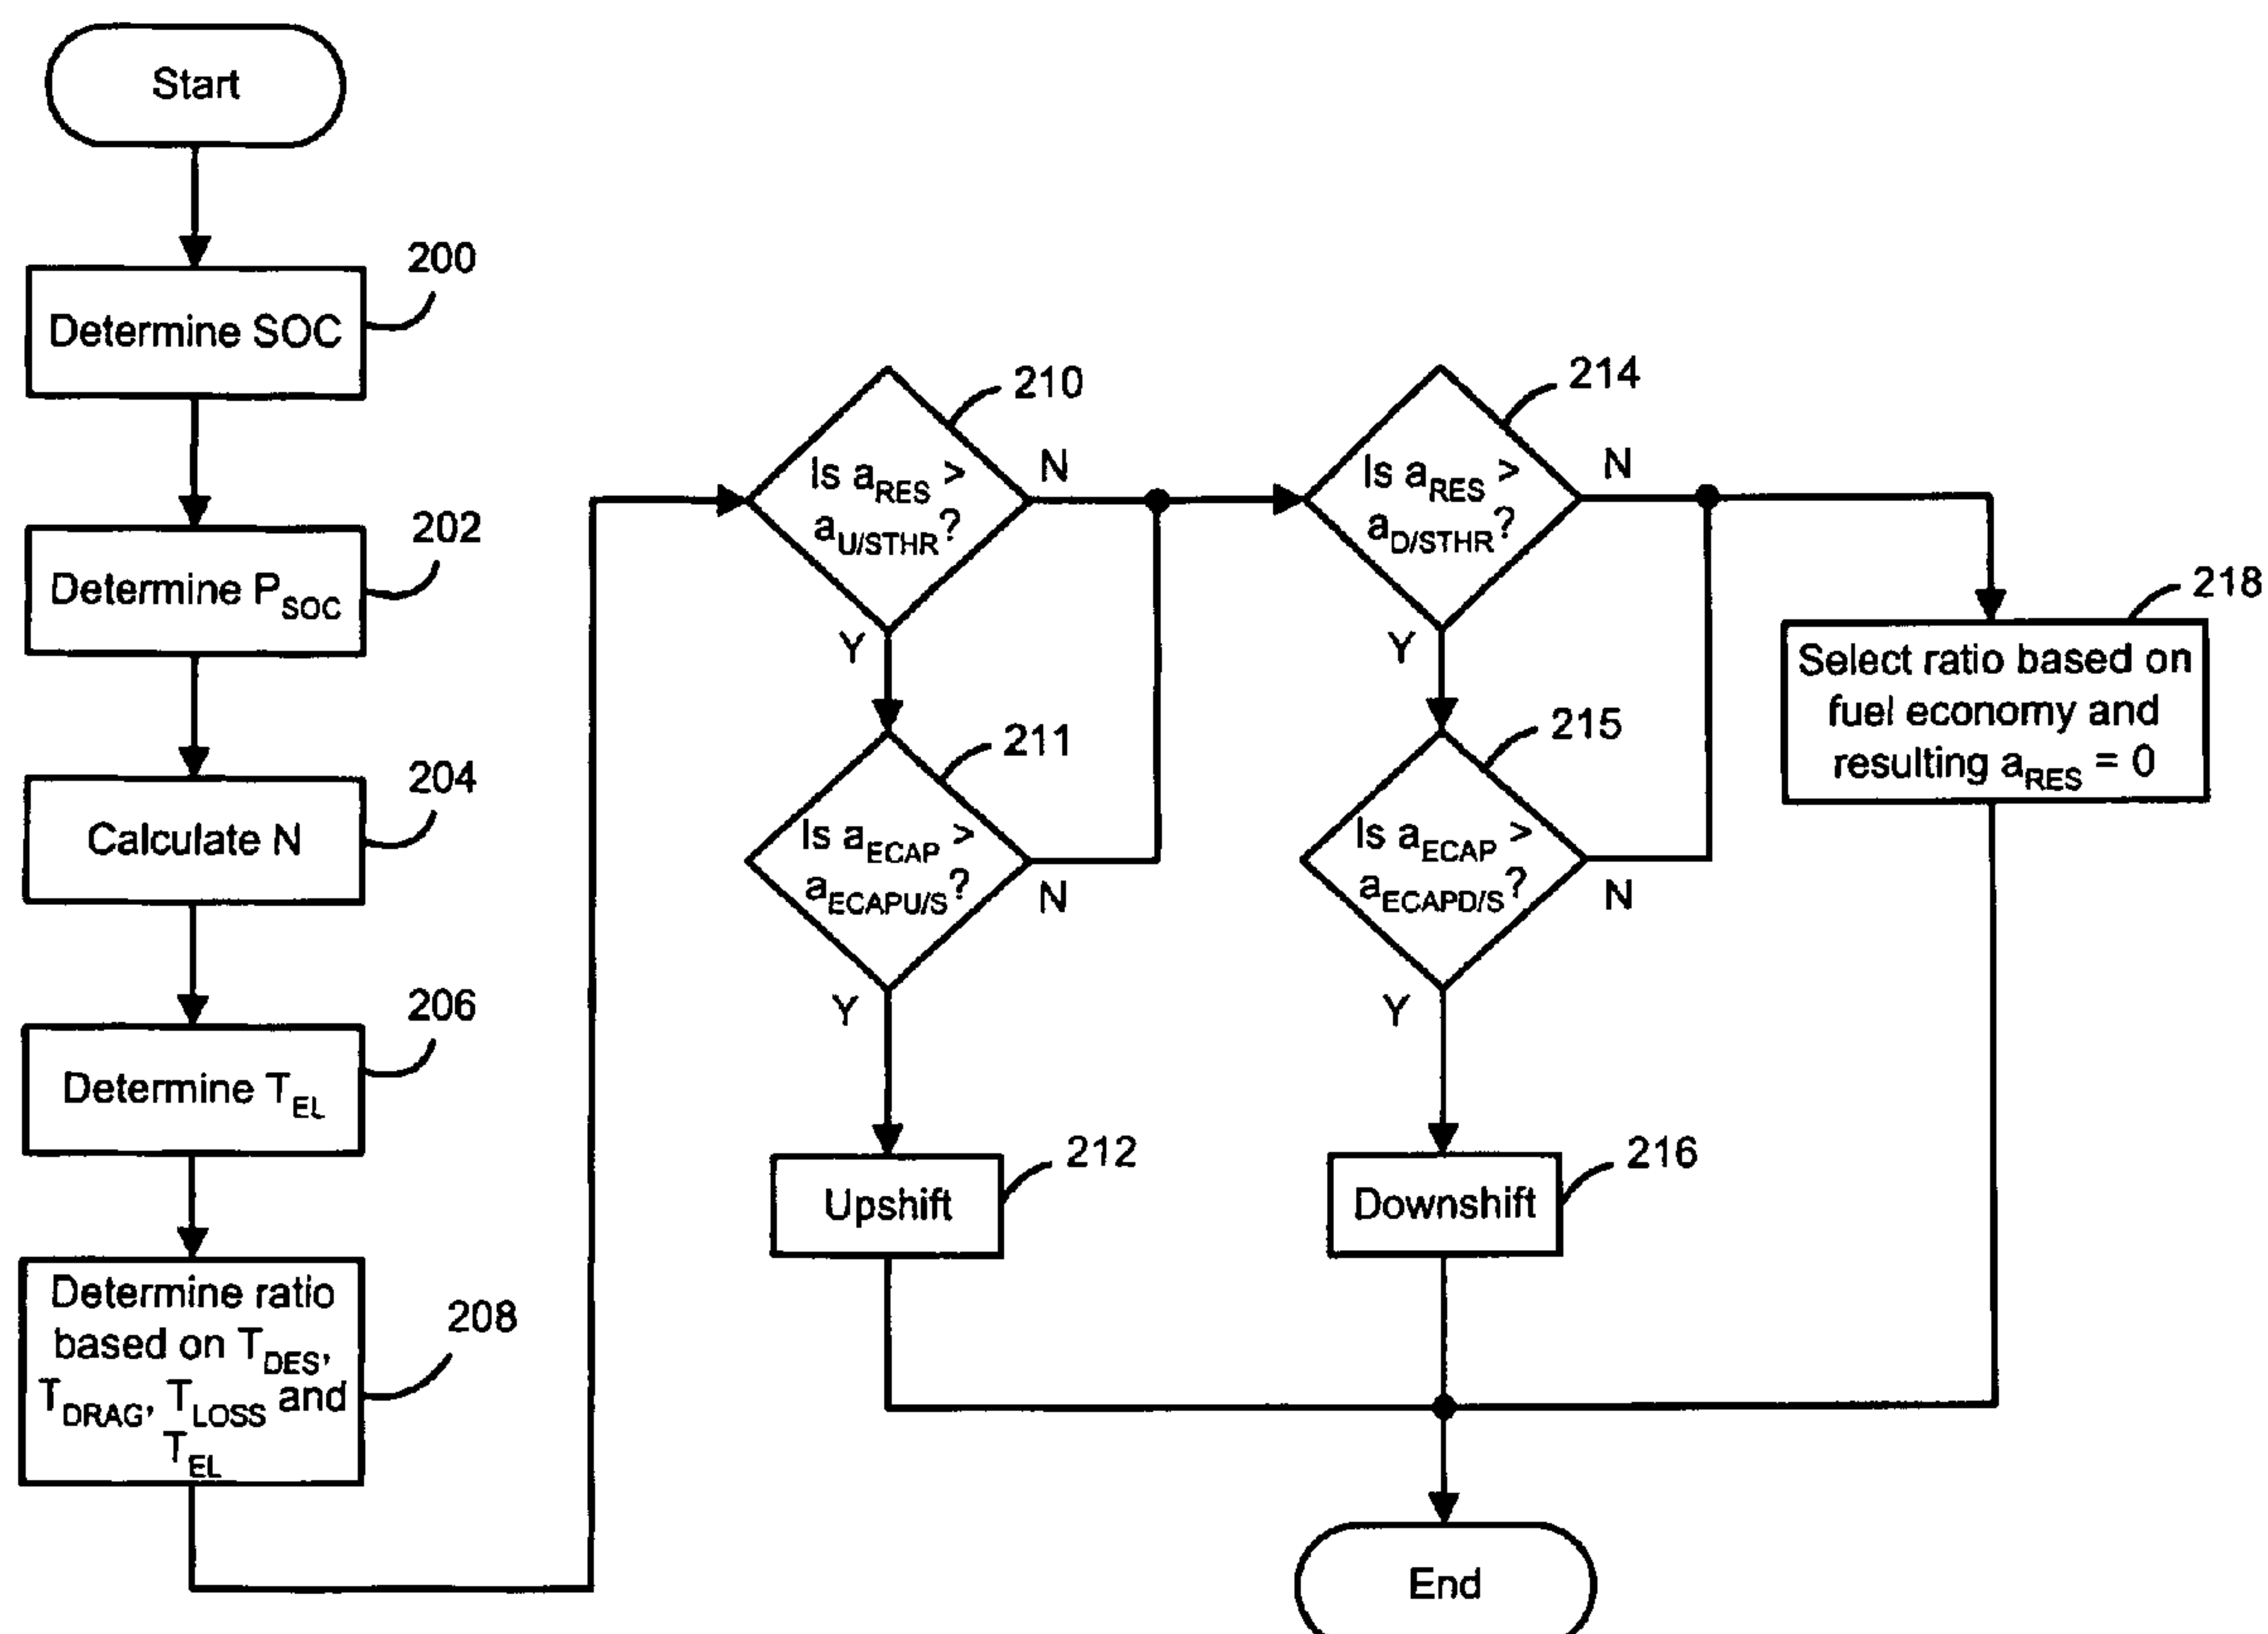 Start
200
Determine SOC
202
Determine P_SOC
204
Calculate N
206
Determine T_EL
208
Determine ratio
based on T_DES,
T_DRAG, T_LOSS and
T_EL
210
Is a_RES >
a_U/STHR?
N
Y
211
Is a_ECAP >
a_ECAPU/S?
N
Y
212
Upshift
214
Is a_RES >
a_D/STHR?
N
Y
215
Is a_ECAP >
a_ECAPD/S?
N
Y
216
Downshift
218
Select ratio based on
fuel economy and
resulting a_RES = 0
End